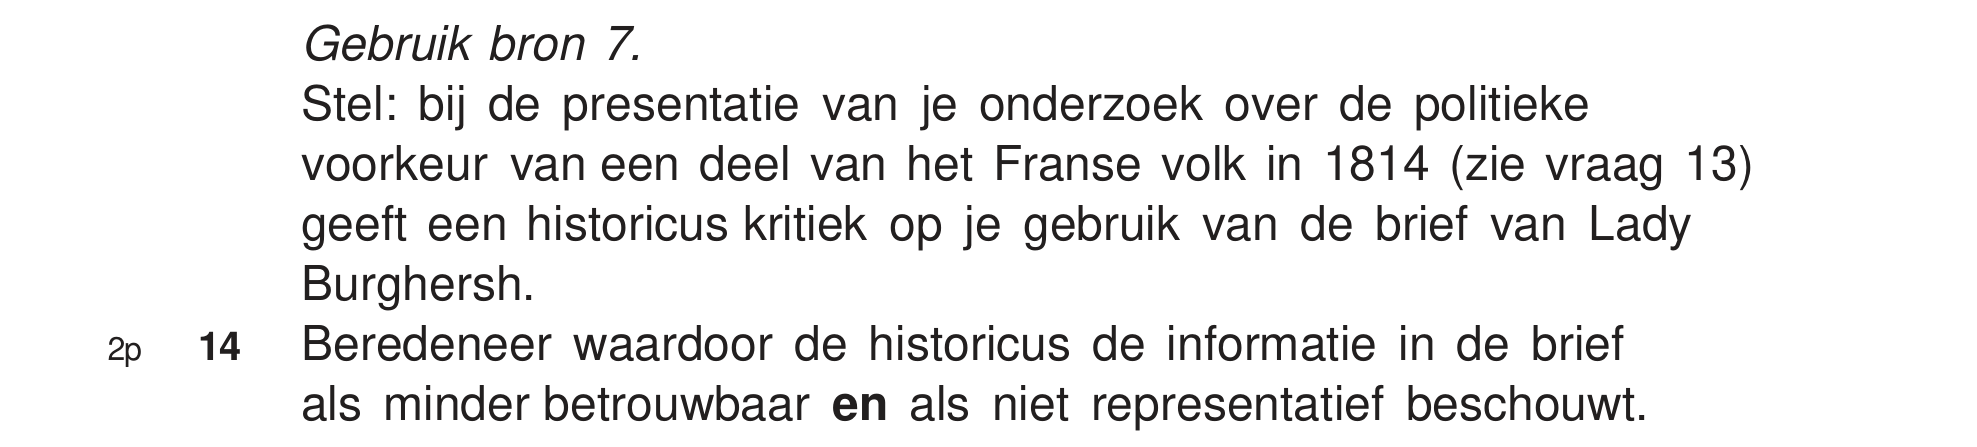 Gebruik bron 7.
Stel: bij de presentatie van je onderzoek over de politieke
voorkeur van een deel van het Franse volk in 1814 (zie vraag 13)
geeft een historicus kritiek op je gebruik van de brief van Lady
Burghersh.
2p 14 Beredeneer waardoor de historicus de informatie in de brief
als minder betrouwbaar en als niet representatief beschouwt.